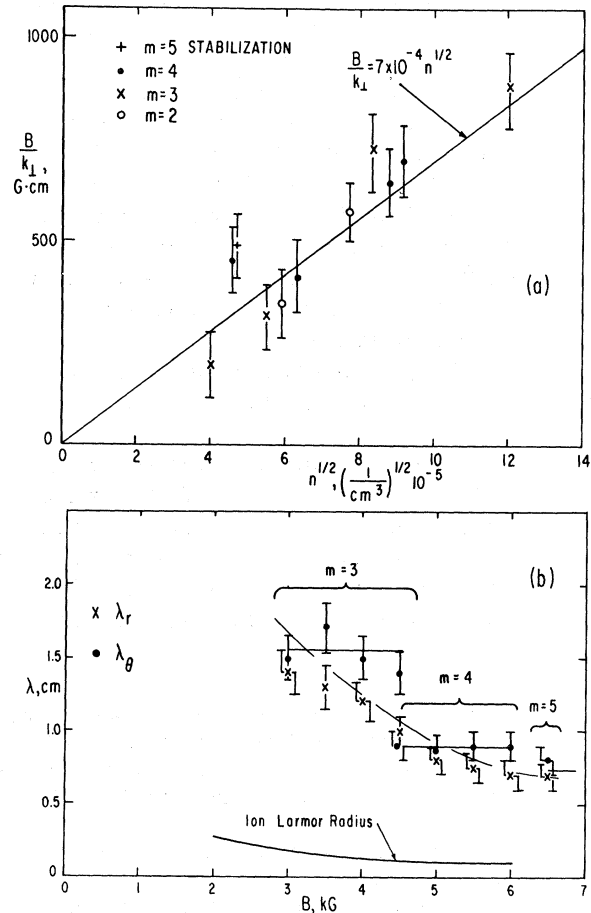 1000
+ m=5 STABILIZATION
• m=4
x m=3
o m=2
B/k⊥ = 7x10⁻⁴ n^1/2
B/k⊥, G·cm
500
(a)
0
0 2 4 6 8 10 12 14
n^1/2, (1/cm³)^1/2 10⁻⁵
(b)
m=3
2.0
x λr
• λθ
1.5
m=4
λ,cm
m=5
1.0
0.5
Ion Larmor Radius
0
0 1 2 3 4 5 6 7
B, kG